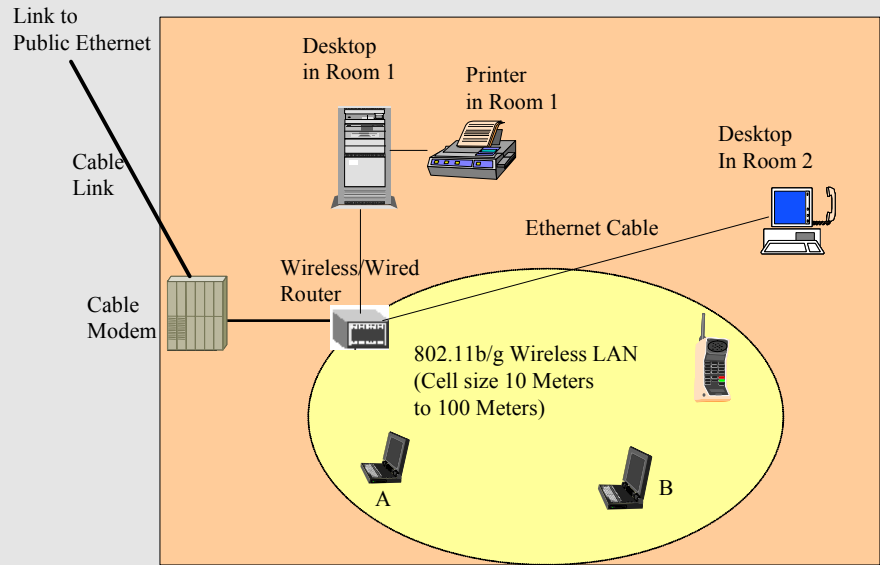 Link to
Public Ethernet
Desktop
in Room 1
Printer
in Room 1
Desktop
In Room 2
Cable
Link
Ethernet Cable
Wireless/Wired
Router
Cable
Modem
802.11b/g Wireless LAN
(Cell size 10 Meters
to 100 Meters)
A
B